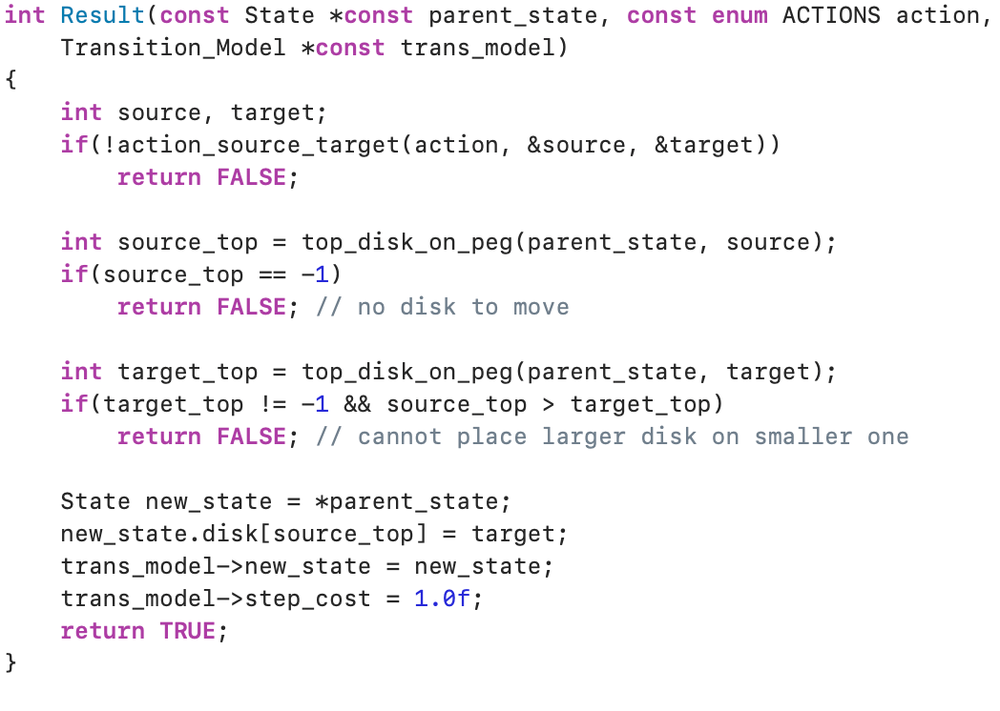 int Result(const State *const parent_state, const enum ACTIONS action,
    Transition_Model *const trans_model)
{
    int source, target;
    if(!action_source_target(action, &source, &target))
        return FALSE;

    int source_top = top_disk_on_peg(parent_state, source);
    if(source_top == -1)
        return FALSE; // no disk to move

    int target_top = top_disk_on_peg(parent_state, target);
    if(target_top != -1 && source_top > target_top)
        return FALSE; // cannot place larger disk on smaller one

    State new_state = *parent_state;
    new_state.disk[source_top] = target;
    trans_model->new_state = new_state;
    trans_model->step_cost = 1.0f;
    return TRUE;
}